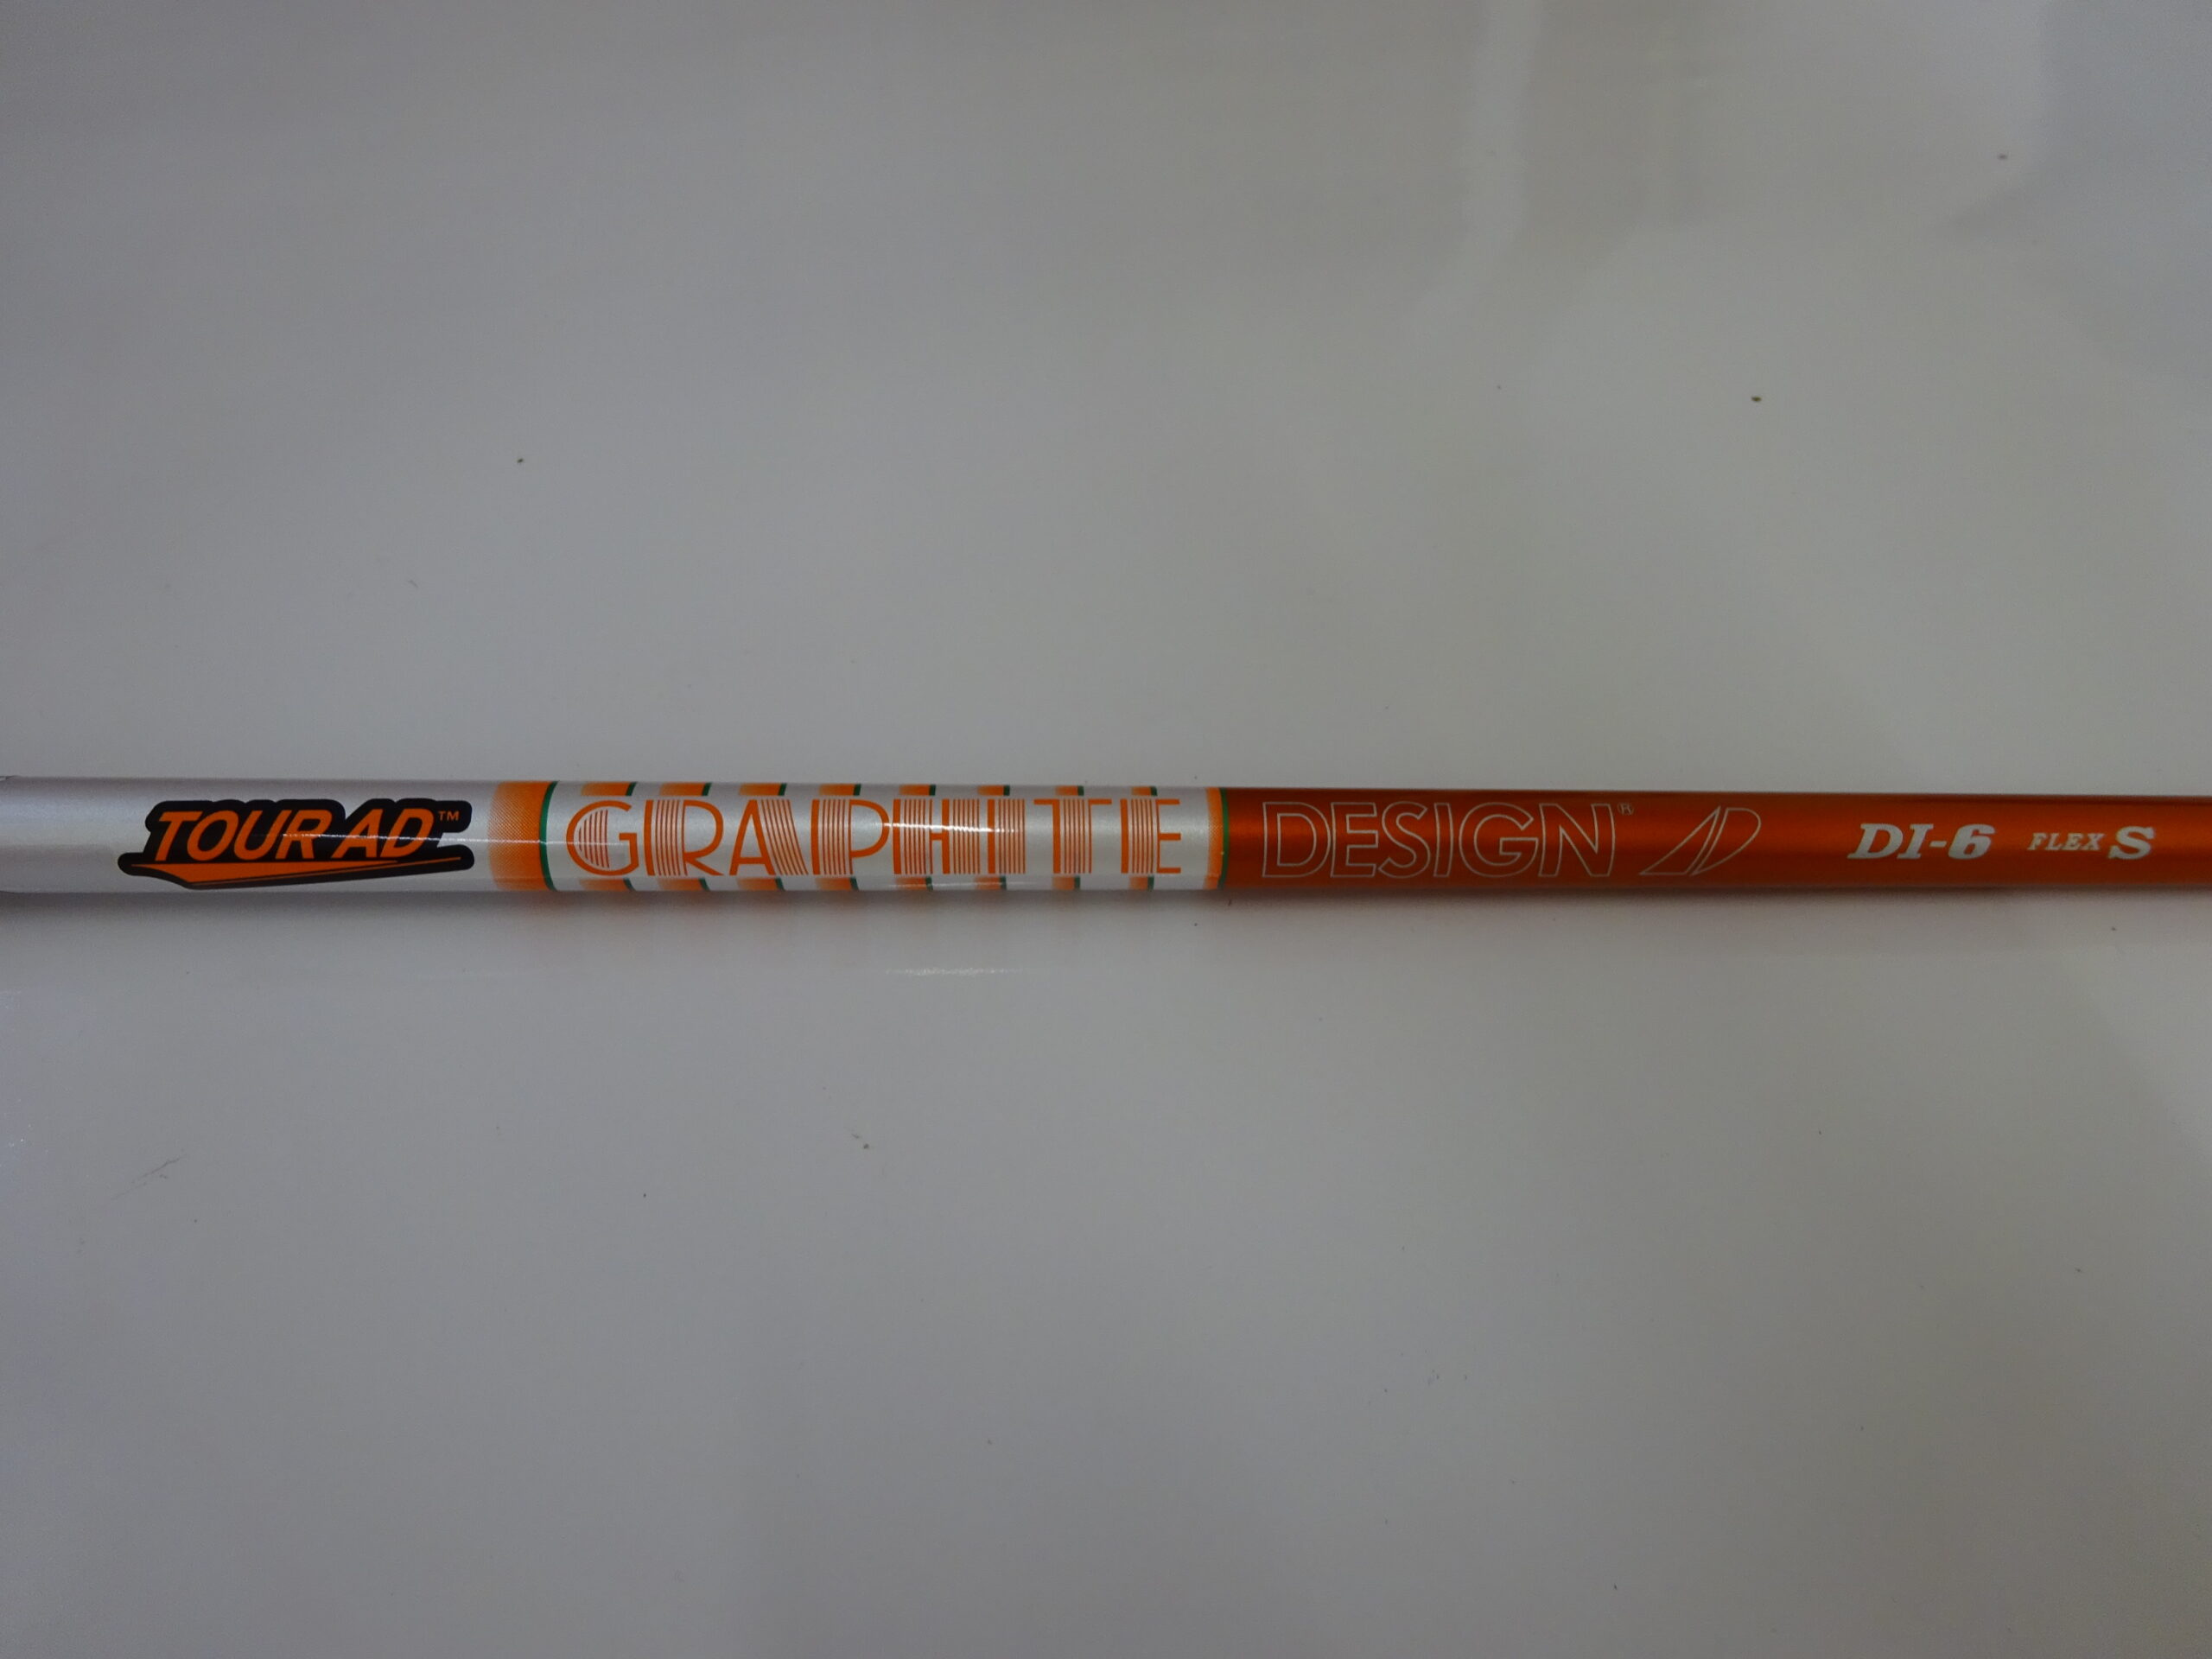 TOUR AD™ GRAPHITE DESIGN® DI-6 FLEX S